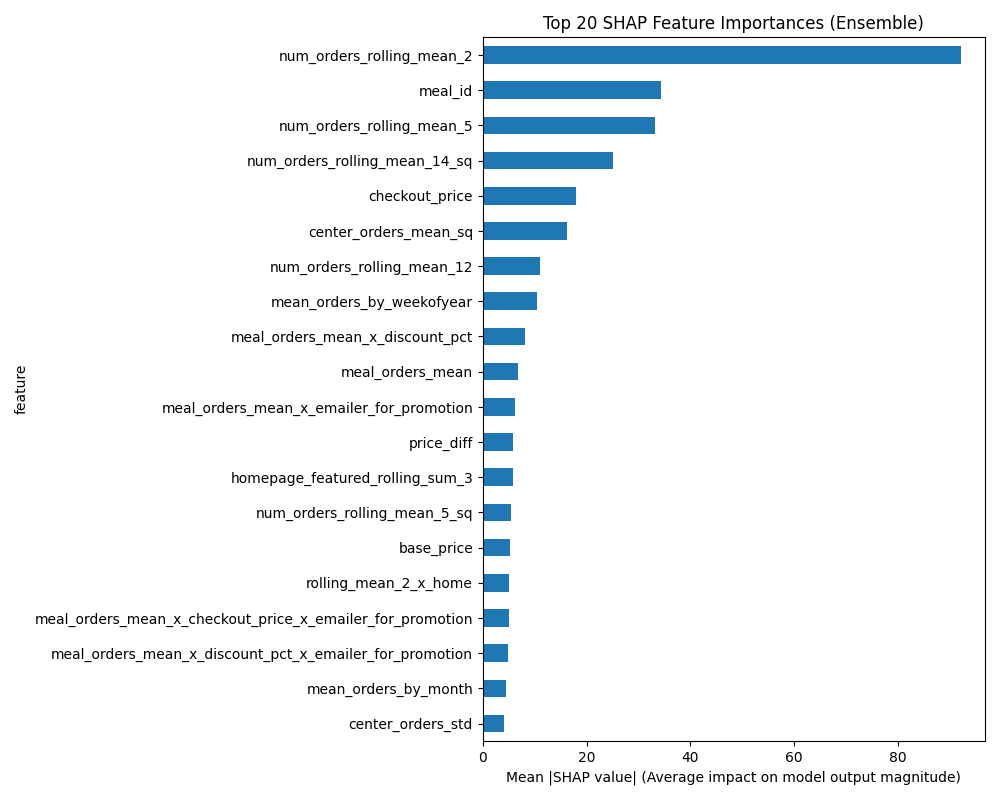 Top 20 SHAP Feature Importances (Ensemble)
num_orders_rolling_mean_2
meal_id
num_orders_rolling_mean_5
num_orders_rolling_mean_14_sq
checkout_price
center_orders_mean_sq
num_orders_rolling_mean_12
mean_orders_by_weekofyear
meal_orders_mean_x_discount_pct
meal_orders_mean
meal_orders_mean_x_emailer_for_promotion
price_diff
homepage_featured_rolling_sum_3
num_orders_rolling_mean_5_sq
base_price
rolling_mean_2_x_home
meal_orders_mean_x_checkout_price_x_emailer_for_promotion
meal_orders_mean_x_discount_pct_x_emailer_for_promotion
mean_orders_by_month
center_orders_std
feature
0 20 40 60 80
Mean |SHAP value| (Average impact on model output magnitude)